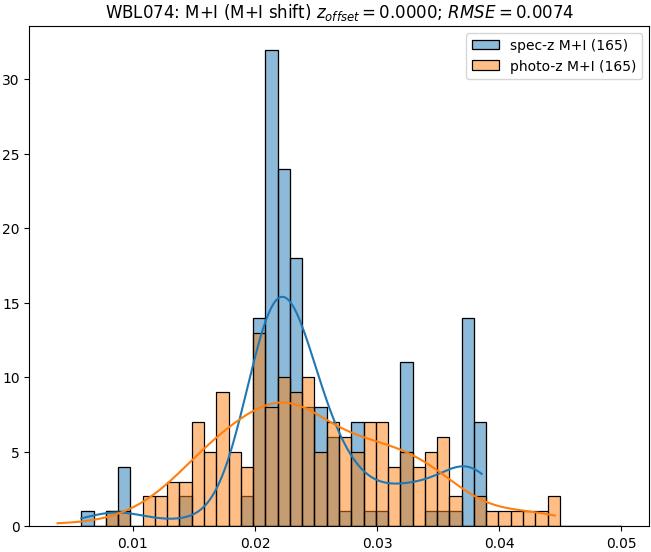 WBL074: M+I (M+I shift) z_offset = 0.0000; RMSE = 0.0074
spec-z M+I (165)
photo-z M+I (165)
30
25
20
15
10
5
0
0.01 0.02 0.03 0.04 0.05